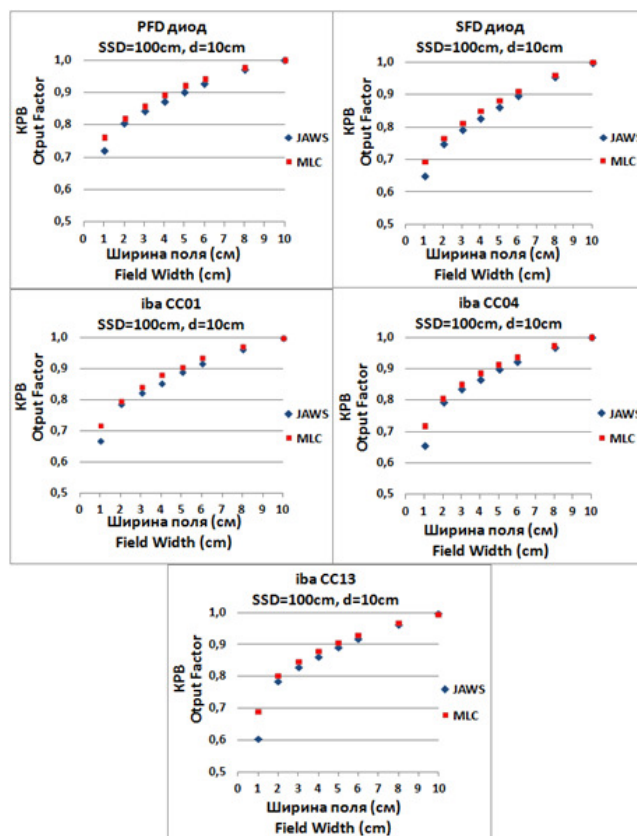 PFD диод
SSD=100cm, d=10cm
КРВ
Otput Factor
1,0
0,9
0,8
0,7
0,6
0,5
0 1 2 3 4 5 6 7 8 9 10
Ширина поля (см)
Field Width (cm)
JAWS
MLC
SFD диод
SSD=100cm, d=10cm
КРВ
Otput Factor
1,0
0,9
0,8
0,7
0,6
0,5
0 1 2 3 4 5 6 7 8 9 10
Ширина поля (см)
Field Width (cm)
JAWS
MLC
iba CC01
SSD=100cm, d=10cm
КРВ
Otput Factor
1,0
0,9
0,8
0,7
0,6
0,5
0 1 2 3 4 5 6 7 8 9 10
Ширина поля (см)
Field Width (cm)
JAWS
MLC
iba CC04
SSD=100cm, d=10cm
КРВ
Otput Factor
1,0
0,9
0,8
0,7
0,6
0,5
0 1 2 3 4 5 6 7 8 9 10
Ширина поля (см)
Field Width (cm)
JAWS
MLC
iba CC13
SSD=100cm, d=10cm
КРВ
Otput Factor
1,0
0,9
0,8
0,7
0,6
0,5
0 1 2 3 4 5 6 7 8 9 10
Ширина поля (см)
Field Width (cm)
JAWS
MLC